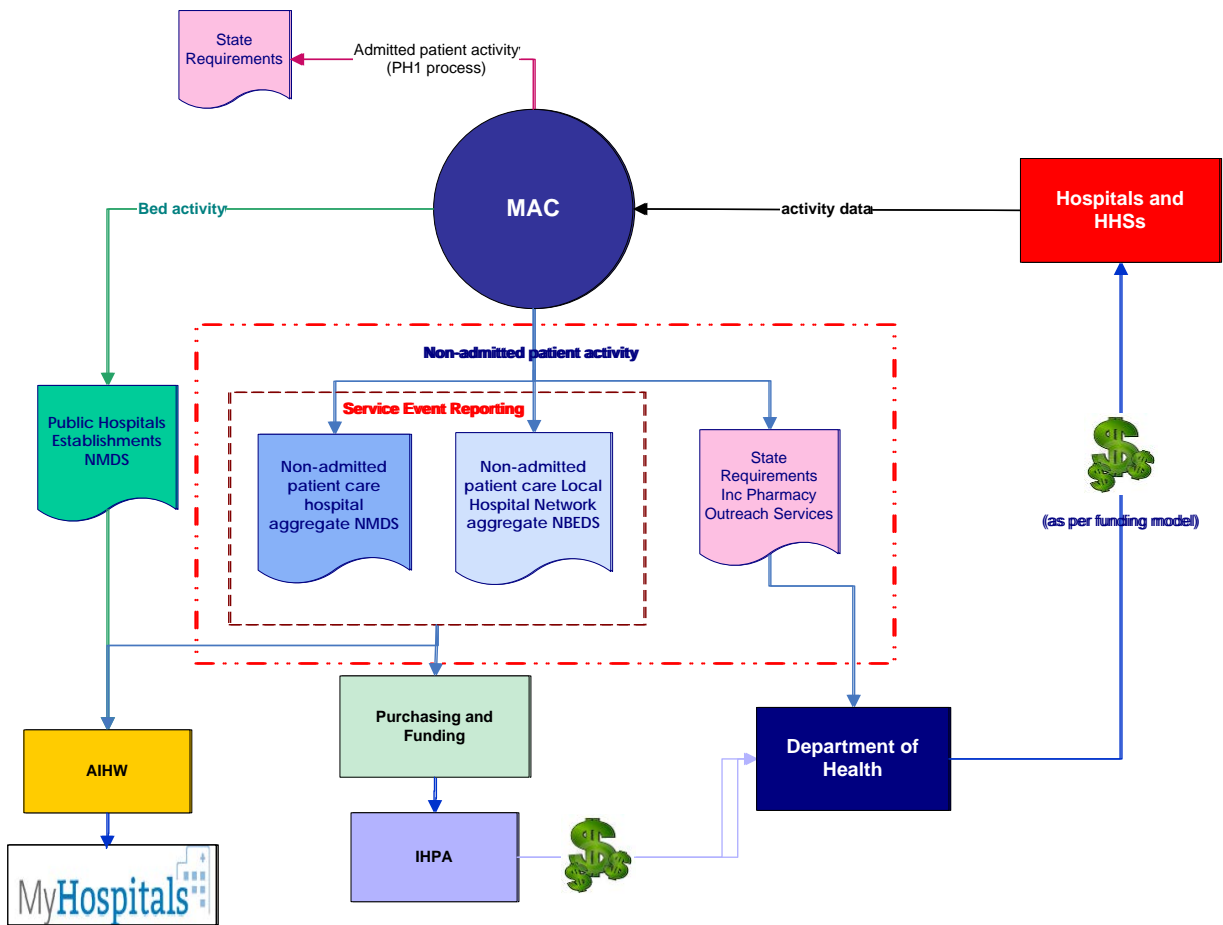 State
Requirements
Admitted patient activity
(PH1 process)
MAC
Hospitals and
HHSs
Bed activity
activity data
Non-admitted patient activity
Service Event Reporting
Public Hospitals
Establishments
NMDS
Non-admitted
patient care
hospital
aggregate NMDS
Non-admitted
patient care Local
Hospital Network
aggregate NBEDS
State
Requirements
Inc Pharmacy
Outreach Services
(as per funding model)
Purchasing and
Funding
Department of
Health
AIHW
IHPA
MyHospitals